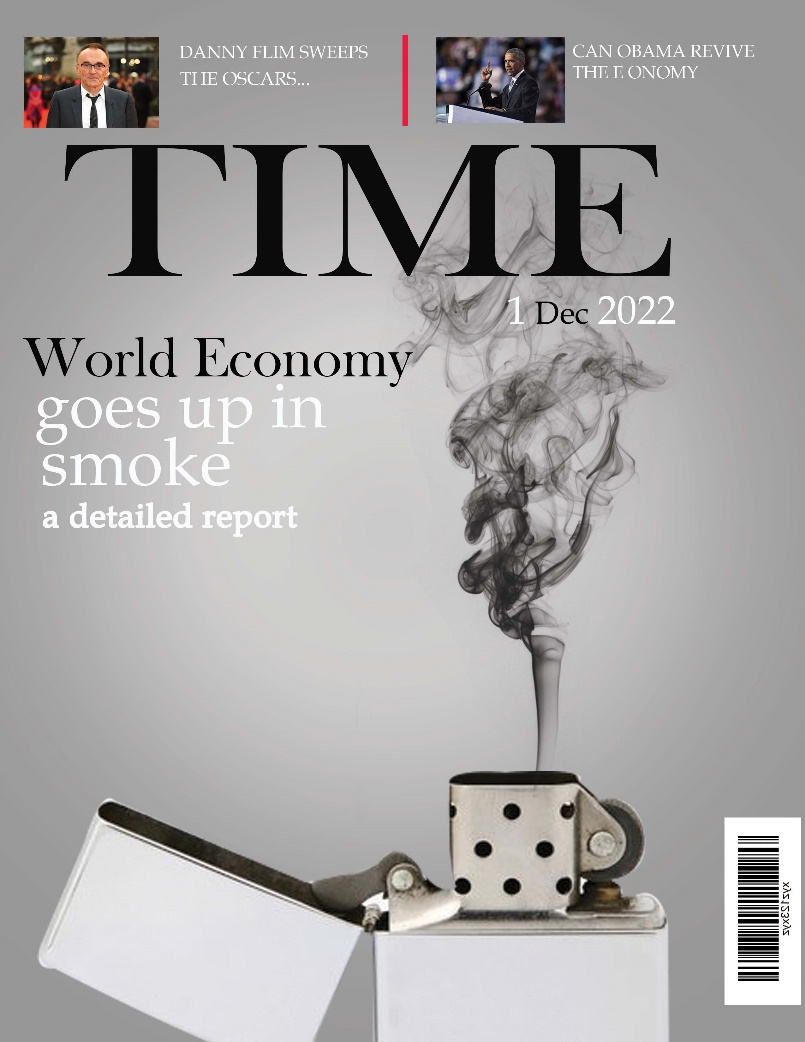 DANNY FLIM SWEEPS
THE OSCARS...
CAN OBAMA REVIVE
THE E ONOMY
TIME
1 Dec 2022
World Economy
goes up in
smoke
a detailed report
xyz123xyz